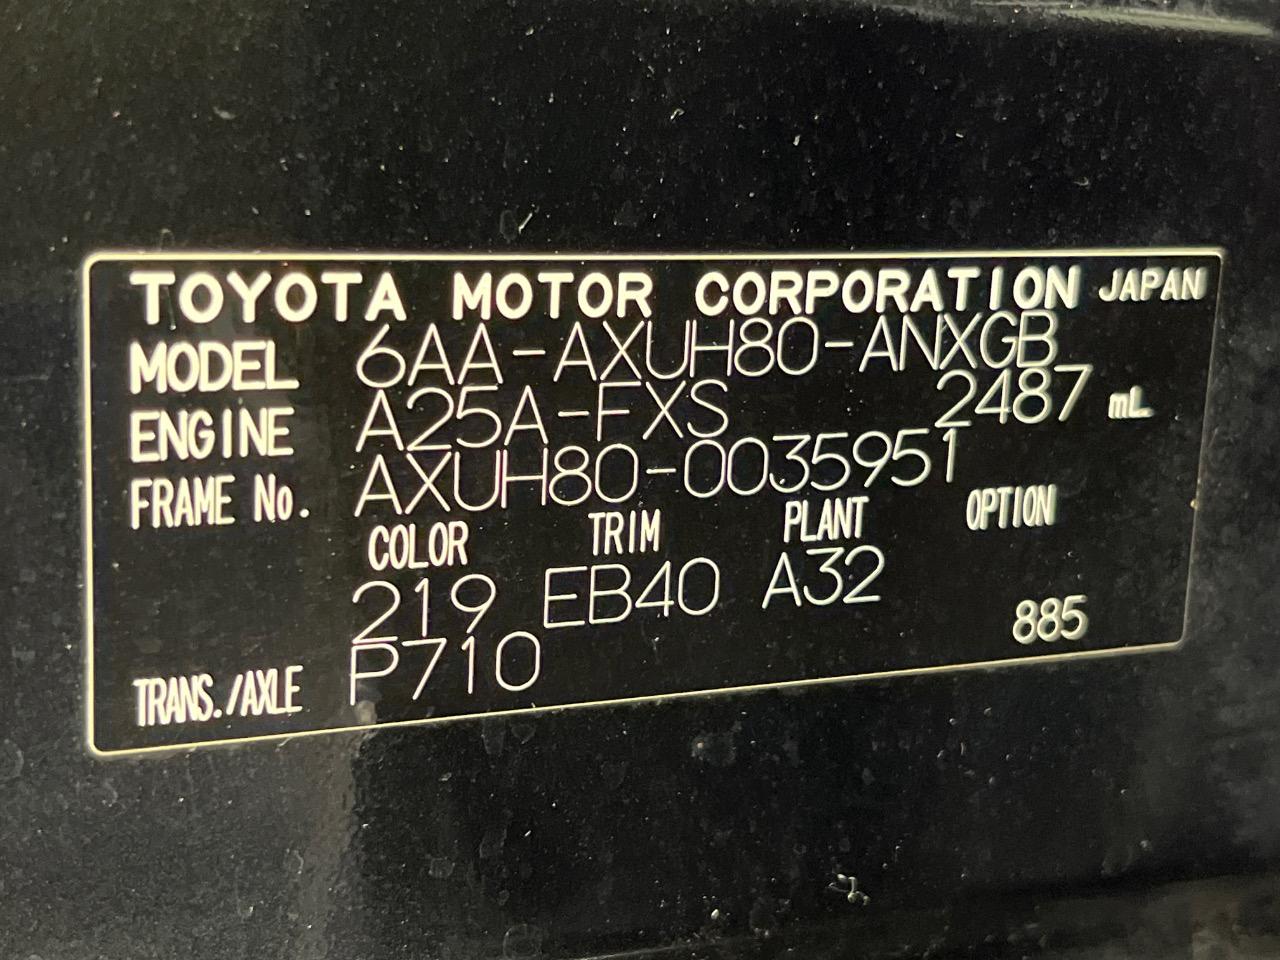 TOYOTA MOTOR CORPORATION JAPAN
MODEL 6AA-AXUH80-ANXGB
ENGINE A25A-FXS 2487 mL
FRAME No. AXUH80-0035951
COLOR TRIM PLANT OPTION
219 EB40 A32
885
TRANS./AXLE P710